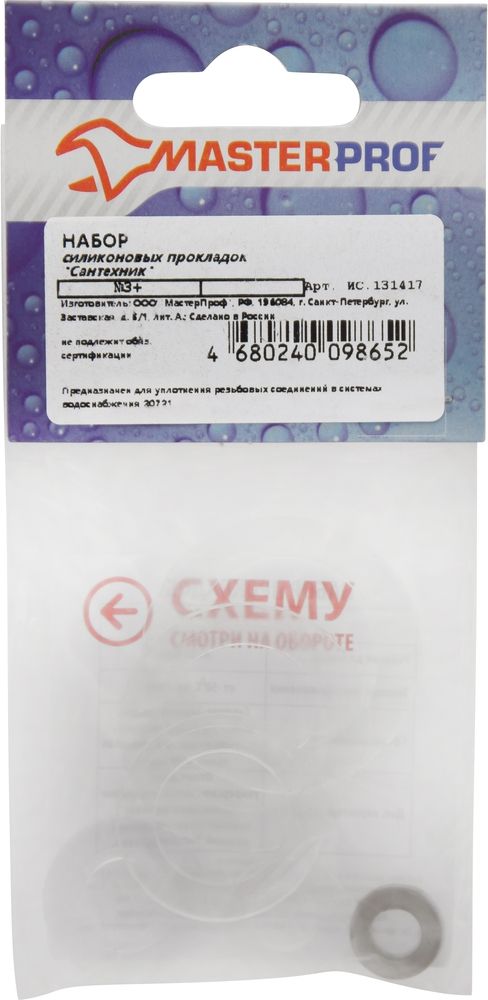 MASTERPROF
НАБОР
силиконовых прокладок
"Сантехник"
№3+ Арт. ИС.131417
Изготовитель: ООО "МастерПроф", РФ, 196084, г. Санкт-Петербург, ул.
Заставская, д. 5/1, лит. А; Сделано в России
не подлежит обяз.
сертификации
4 680240 098652
Предназначен для уплотнения резьбовых соединений в системах
водоснабжения 20721
СХЕМУ
СМОТРИ НА ОБОРОТЕ